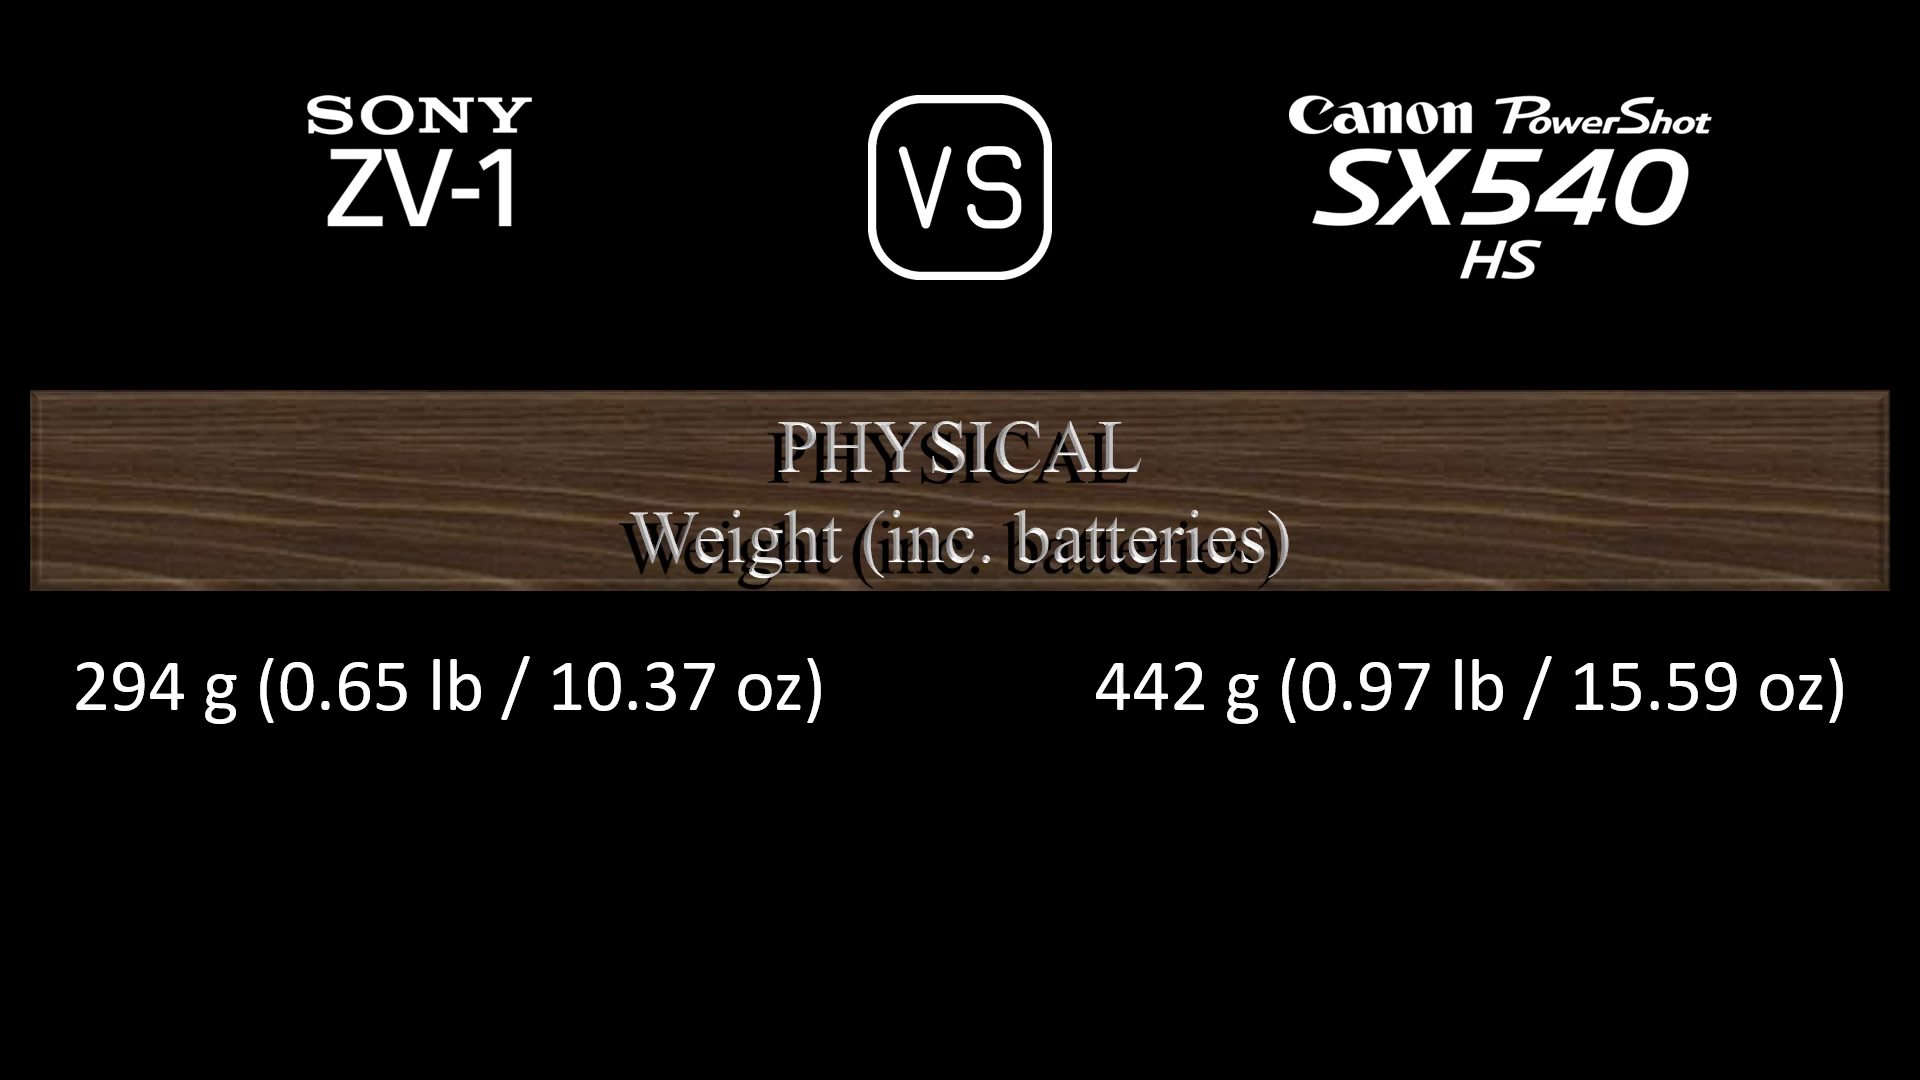 SONY
ZV-1
VS
Canon PowerShot
SX540
HS
PHYSICAL
Weight (inc. batteries)
294 g (0.65 lb / 10.37 oz)
442 g (0.97 lb / 15.59 oz)